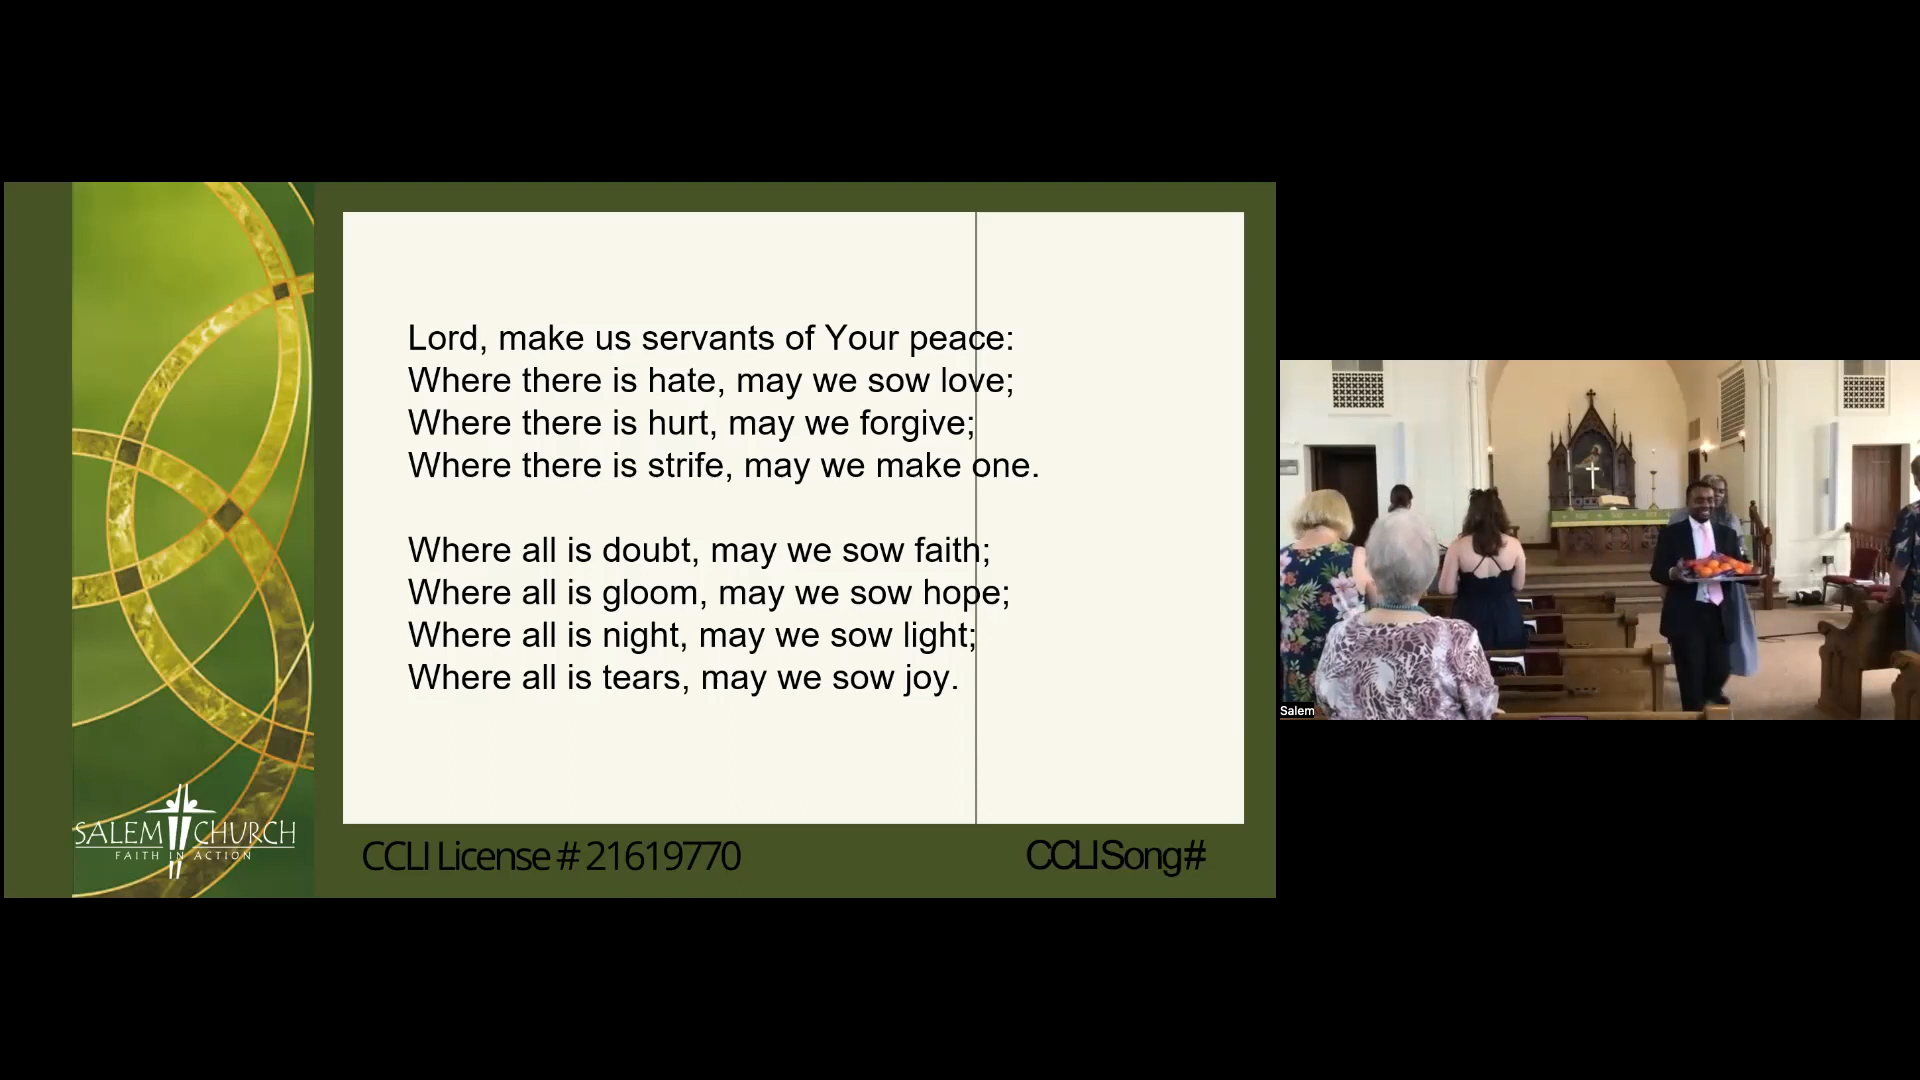 Lord, make us servants of Your peace:
Where there is hate, may we sow love;
Where there is hurt, may we forgive;
Where there is strife, may we make one.
Where all is doubt, may we sow faith;
Where all is gloom, may we sow hope;
Where all is night, may we sow light;
Where all is tears, may we sow joy.
SALEM CHURCH
FAITH IN ACTION
CCLI License # 21619770
CCLI Song#
Salem